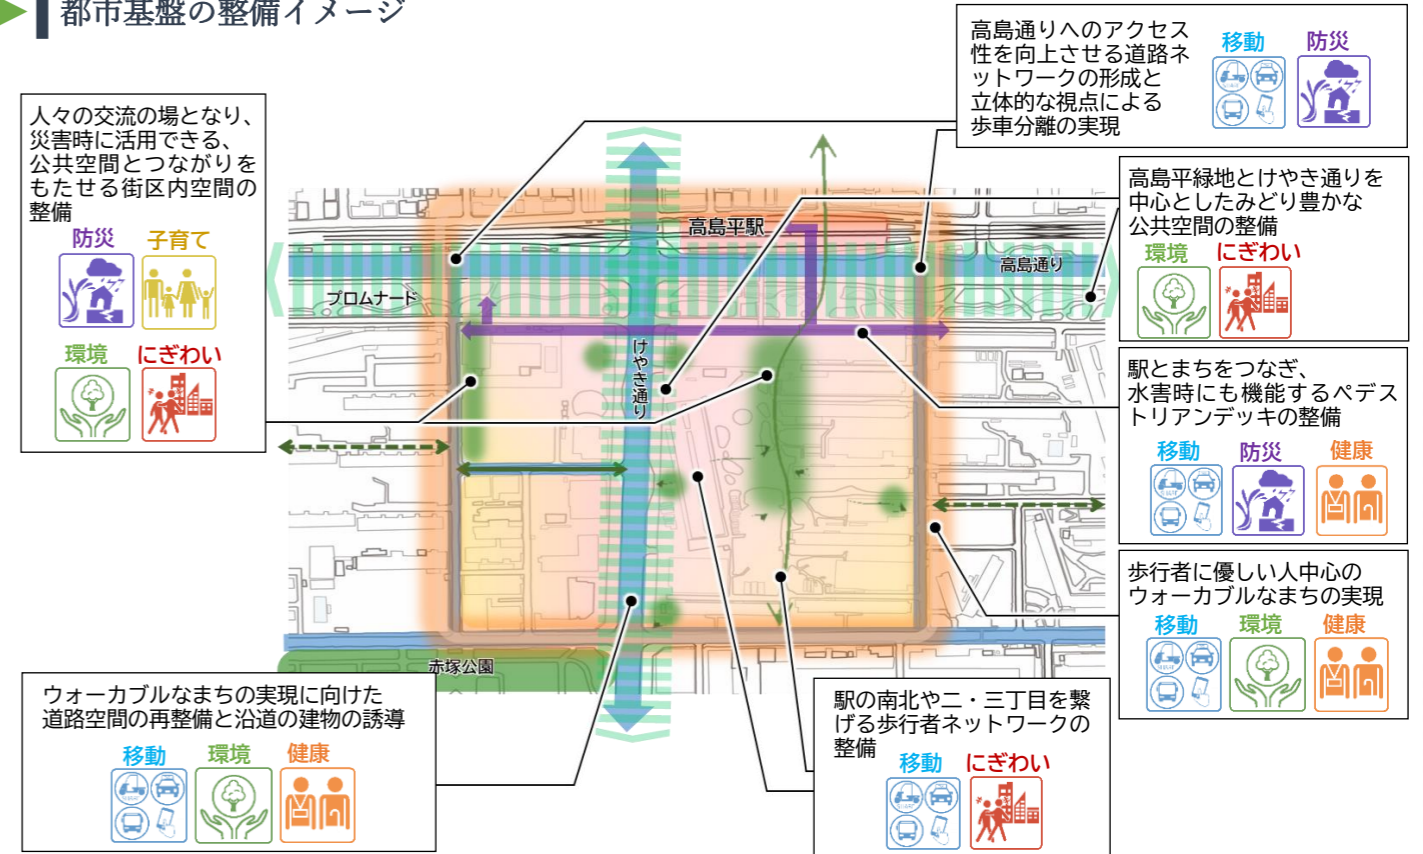 都市基盤の整備イメージ
高島通りへのアクセス
性を向上させる道路ネ
ットワークの形成と
立体的な視点による
歩車分離の実現
移動 防災
人々の交流の場となり、
災害時に活用できる、
公共空間とつながりを
もたせる街区内空間の
整備
防災 子育て
環境 にぎわい
高島平緑地とけやき通りを
中心としたみどり豊かな
公共空間の整備
環境 にぎわい
高島平駅
高島通り
プロムナード
けやき通り
駅とまちをつなぎ、
水害時にも機能するペデス
トリアンデッキの整備
移動 防災 健康
歩行者に優しい人中心の
ウォーカブルなまちの実現
移動 環境 健康
赤塚公園
ウォーカブルなまちの実現に向けた
道路空間の再整備と沿道の建物の誘導
移動 環境 健康
駅の南北や二・三丁目を繋
げる歩行者ネットワークの
整備
移動 にぎわい